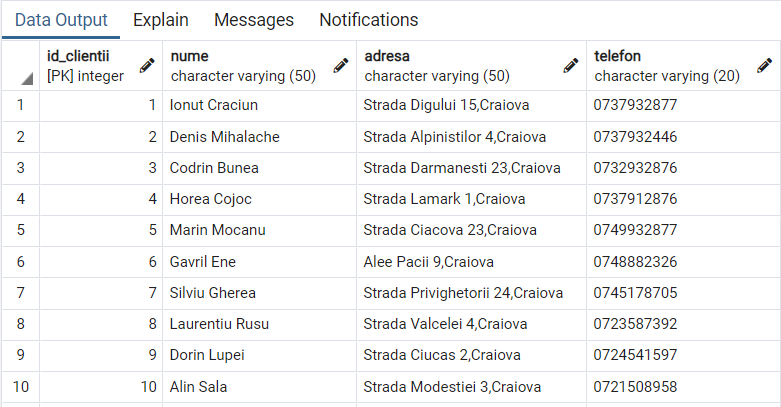 Data Output Explain Messages Notifications
id_clientii nume adresa telefon
[PK] integer character varying (50) character varying (50) character varying (20)
1 1 Ionut Craciun Strada Digului 15,Craiova 0737932877
2 2 Denis Mihalache Strada Alpinistilor 4,Craiova 0737932446
3 3 Codrin Bunea Strada Darmanesti 23,Craiova 0732932876
4 4 Horea Cojoc Strada Lamark 1,Craiova 0737912876
5 5 Marin Mocanu Strada Ciacova 23,Craiova 0749932877
6 6 Gavril Ene Alee Pacii 9,Craiova 0748882326
7 7 Silviu Gherea Strada Privighetorii 24,Craiova 0745178705
8 8 Laurentiu Rusu Strada Valcelei 4,Craiova 0723587392
9 9 Dorin Lupei Strada Ciucas 2,Craiova 0724541597
10 10 Alin Sala Strada Modestiei 3,Craiova 0721508958